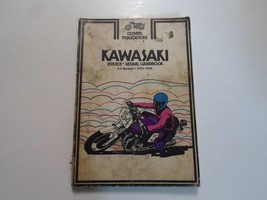 CLYMER
PUBLICATIONS
KAWASAKI
SERVICE • REPAIR HANDBOOK